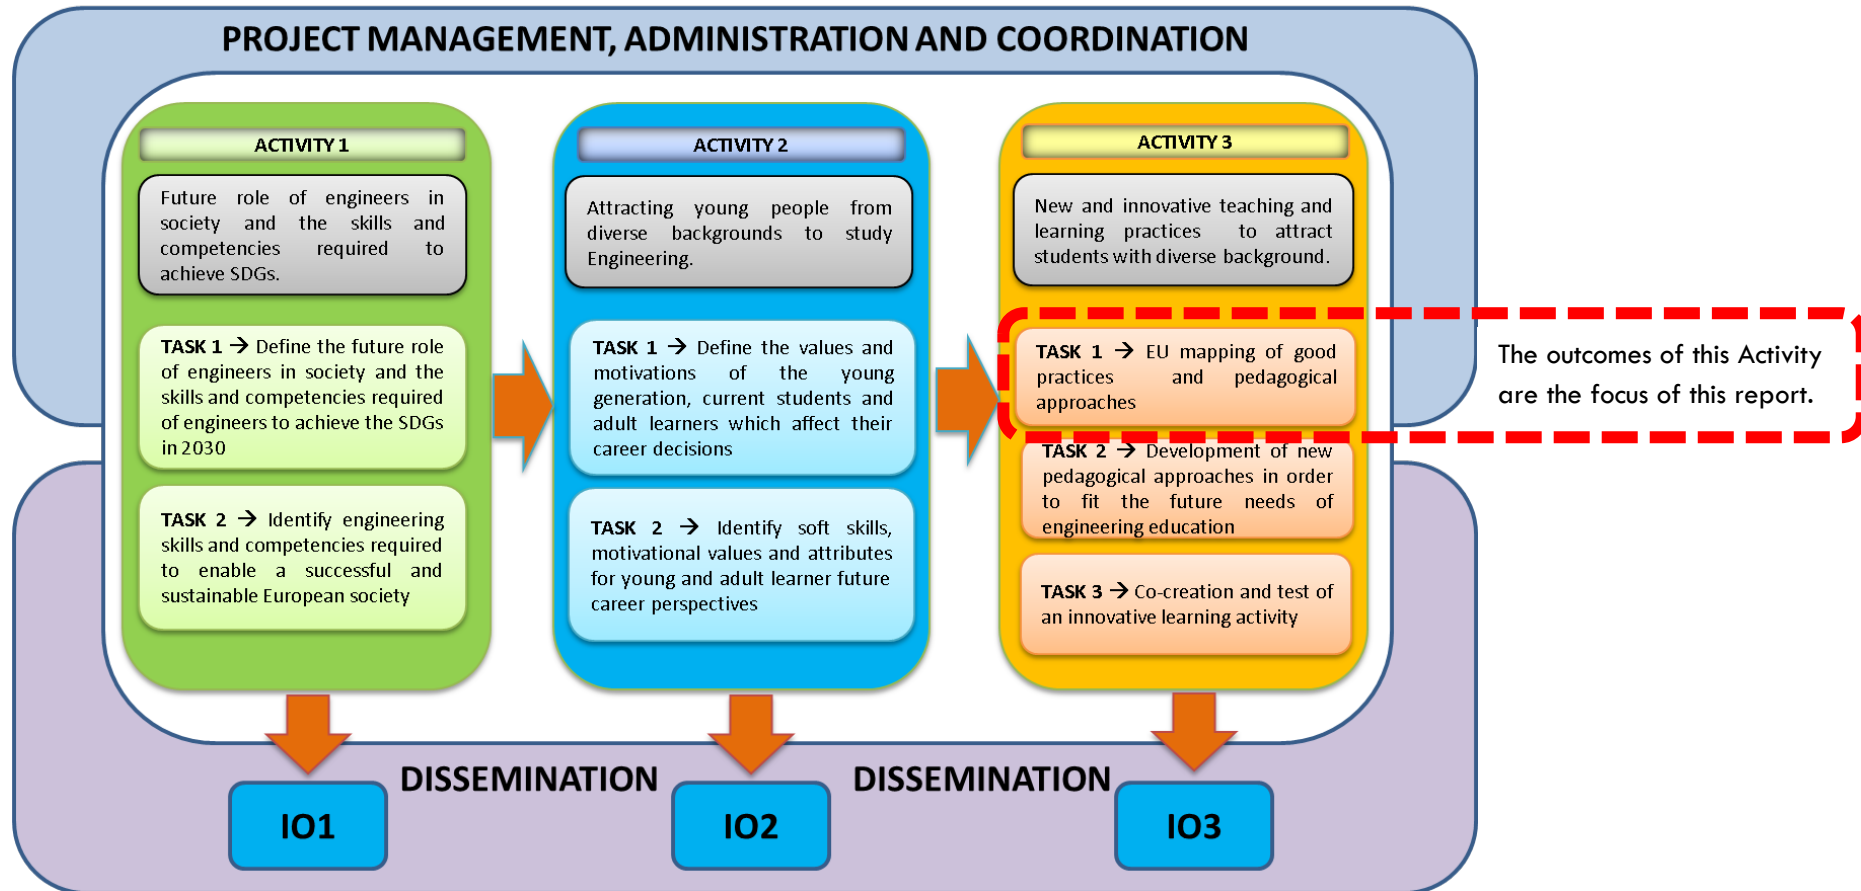 PROJECT MANAGEMENT, ADMINISTRATION AND COORDINATION
ACTIVITY 1
Future role of engineers in
society and the skills and
competencies required to
achieve SDGs.
TASK 1 → Define the future role
of engineers in society and the
skills and competencies required
of engineers to achieve the SDGs
in 2030
TASK 2 → Identify engineering
skills and competencies required
to enable a successful and
sustainable European society
ACTIVITY 2
Attracting young people from
diverse backgrounds to study
Engineering.
TASK 1 → Define the values and
motivations of the young
generation, current students and
adult learners which affect their
career decisions
TASK 2 → Identify soft skills,
motivational values and attributes
for young and adult learner future
career perspectives
ACTIVITY 3
New and innovative teaching and
learning practices to attract
students with diverse background.
TASK 1 → EU mapping of good
practices and pedagogical
approaches
TASK 2 → Development of new
pedagogical approaches in order
to fit the future needs of
engineering education
TASK 3 → Co-creation and test of
an innovative learning activity
The outcomes of this Activity
are the focus of this report.
DISSEMINATION
DISSEMINATION
IO1
IO2
IO3